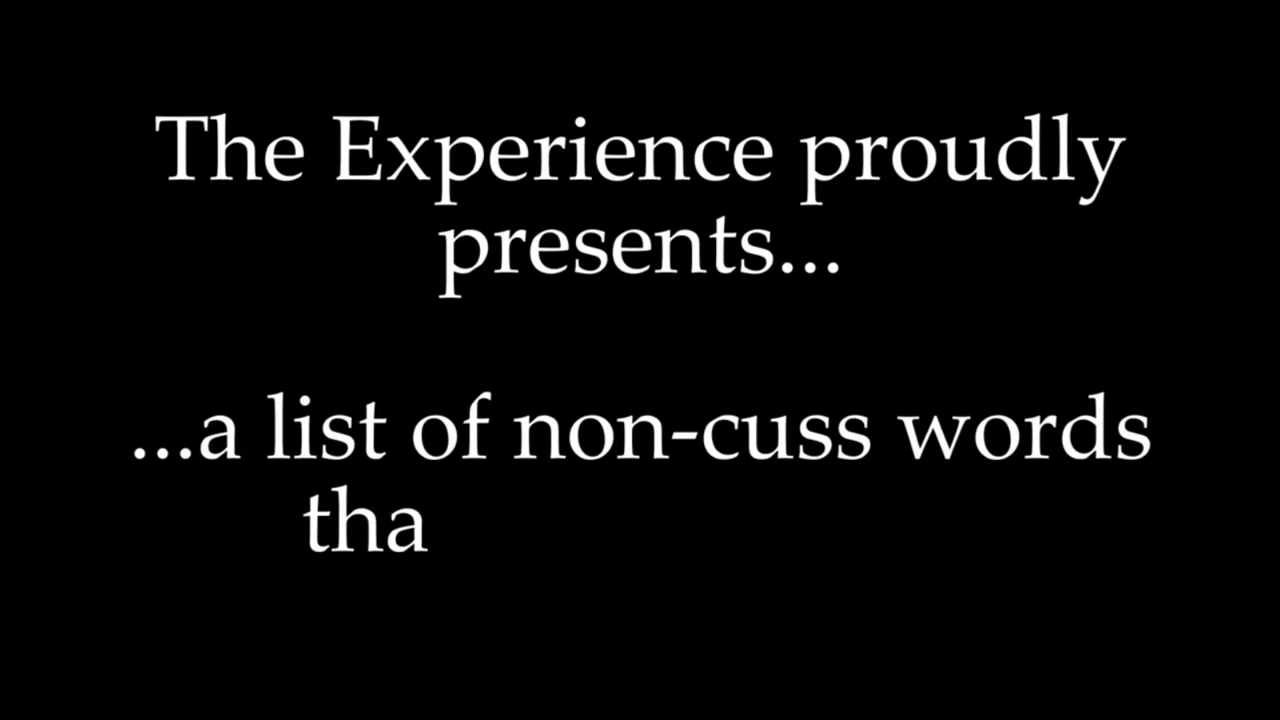 The Experience proudly
presents...
...a list of non-cuss words
tha